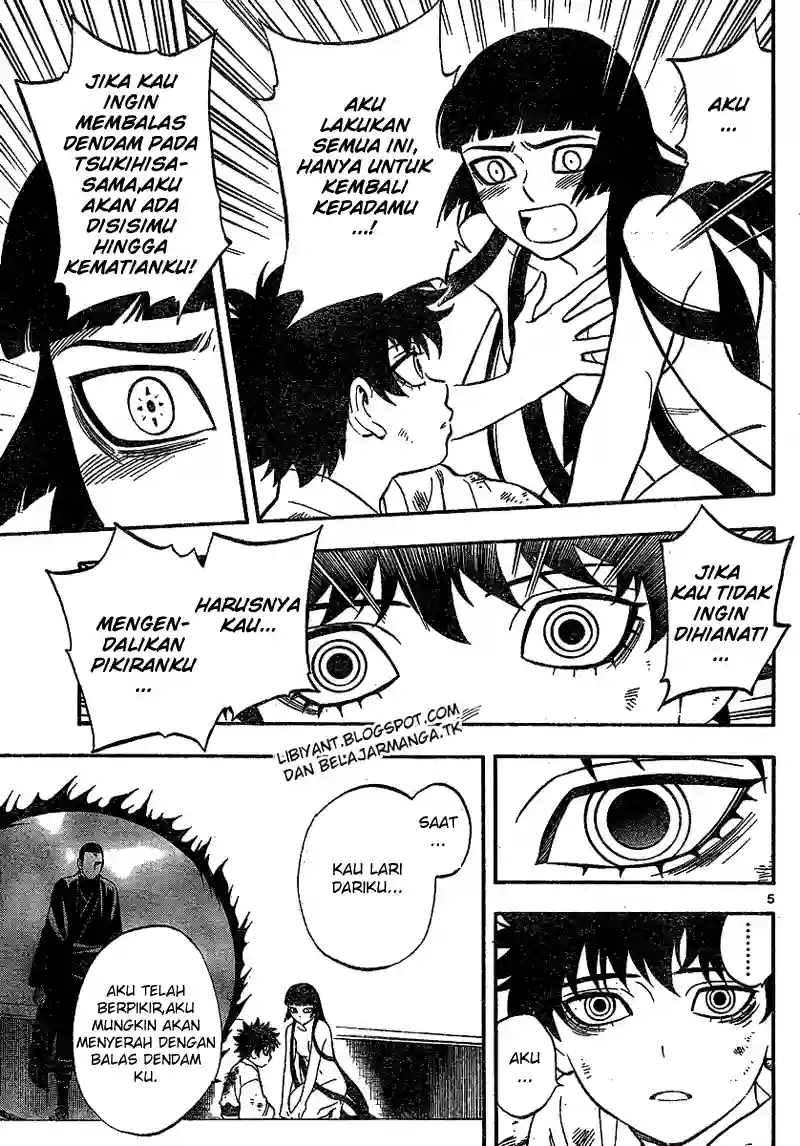 AKU
...
AKU
LAKUKAN
SEMUA INI,
HANYA UNTUK
KEMBALI
KEPADAMU
...!
JIKA KAU
INGIN
MEMBALAS
DENDAM PADA
TSUKIHISA-
SAMA,AKU
AKAN ADA
DISISIMU
HINGGA
KEMATIANKU!
JIKA
KAU TIDAK
INGIN
DIHIANATI
...
HARUSNYA
KAU...
MENGEN-
DALIKAN
PIKIRANKU
...
LIBIYANT.BLOGSPOT.COM
DAN BELAJARMANGA.TK
5
.........
AKU
...
SAAT
...
KAU LARI
DARIKU...
AKU TELAH
BERPIKIR,AKU
MUNGKIN AKAN
MENYERAH DENGAN
BALAS DENDAM
KU.